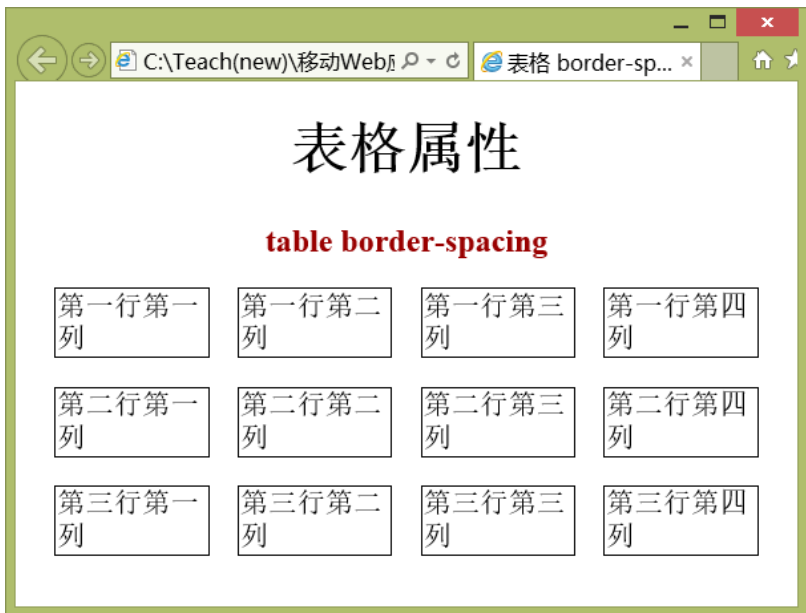 C:\Teach(new)\移动Web
表格 border-sp...
表格属性
table border-spacing
第一行第一列 第一行第二列 第一行第三列 第一行第四列
第二行第一列 第二行第二列 第二行第三列 第二行第四列
第三行第一列 第三行第二列 第三行第三列 第三行第四列